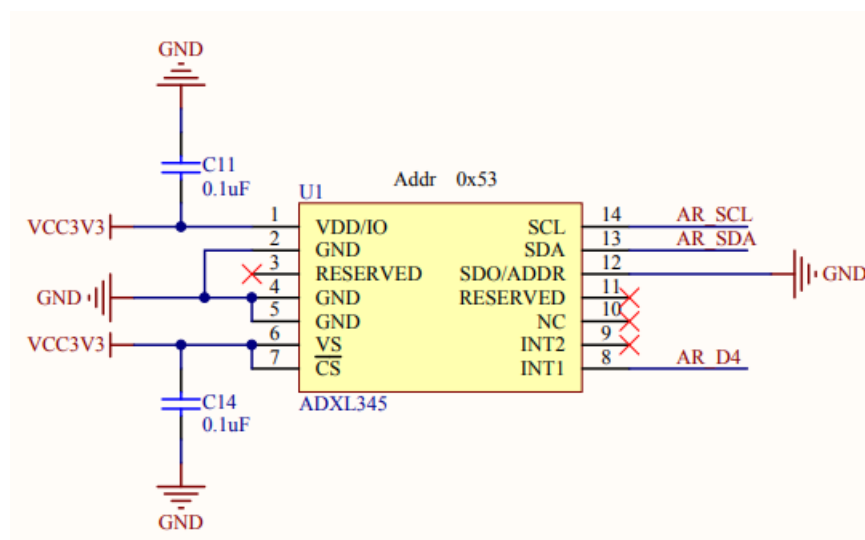 GND
C11
0.1uF
U1
Addr 0x53
VCC3V3
1
VDD/IO
SCL
14
AR_SCL
2
GND
SDA
13
AR_SDA
3
RESERVED
SDO/ADDR
12
GND
GND
4
GND
RESERVED
11
5
GND
NC
10
VCC3V3
6
VS
INT2
9
7
CS
INT1
8
AR_D4
C14
0.1uF
ADXL345
GND